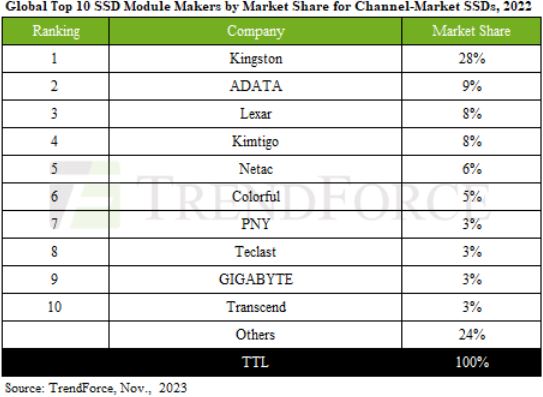 Global Top 10 SSD Module Makers by Market Share for Channel-Market SSDs, 2022
Ranking Company Market Share
1 Kingston 28%
2 ADATA 9%
3 Lexar 8%
4 Kimtigo 8%
5 Netac 6%
6 Colorful 5%
TRENDFORCE
7 PNY 3%
8 Teclast 3%
9 GIGABYTE 3%
10 Transcend 3%
Others 24%
TTL 100%
Source: TrendForce, Nov., 2023